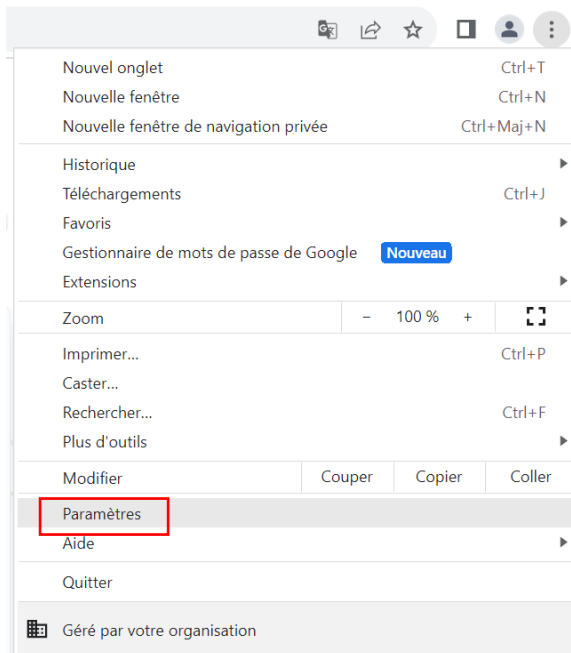 Nouvel onglet Ctrl+T
Nouvelle fenêtre Ctrl+N
Nouvelle fenêtre de navigation privée Ctrl+Maj+N
Historique
Téléchargements Ctrl+J
Favoris
Gestionnaire de mots de passe de Google Nouveau
Extensions
Zoom - 100 % +
Imprimer... Ctrl+P
Caster...
Rechercher... Ctrl+F
Plus d'outils
Modifier Couper Copier Coller
Paramètres
Aide
Quitter
Géré par votre organisation